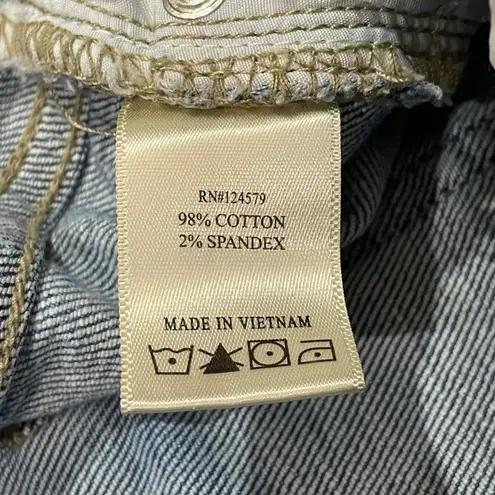 RN#124579
98% COTTON
2% SPANDEX
MADE IN VIETNAM